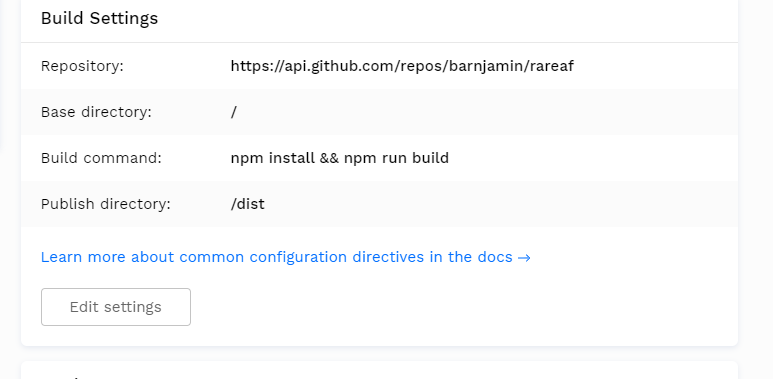 Build Settings
Repository: https://api.github.com/repos/barnjamin/rareaf
Base directory: /
Build command: npm install && npm run build
Publish directory: /dist
Learn more about common configuration directives in the docs →
Edit settings